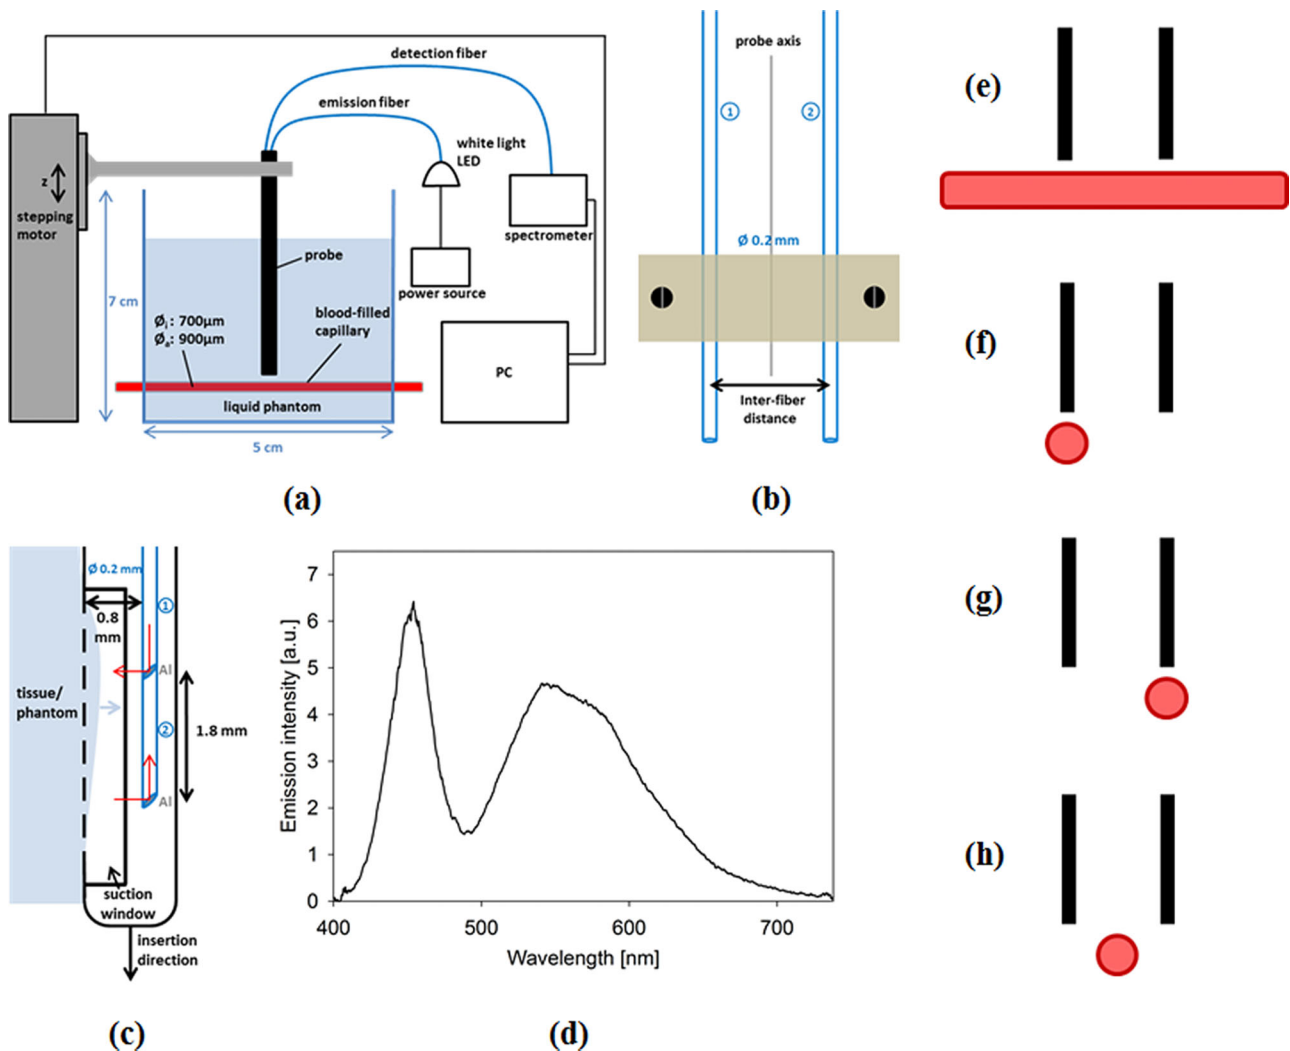 detection fiber
emission fiber
white light
LED
z
stepping
motor
spectrometer
probe
power source
7 cm
Øi : 700µm
Øa: 900µm
blood-filled
capillary
PC
liquid phantom
5 cm
(a)
probe axis
1
2
Ø 0.2 mm
Inter-fiber
distance
(b)
Ø 0.2 mm
1
0.8
mm
Al
tissue/
phantom
2
1.8 mm
Al
suction
window
insertion
direction
(c)
Emission intensity [a.u.]
7
6
5
4
3
2
1
0
400
500
600
700
Wavelength [nm]
(d)
(e)
(f)
(g)
(h)